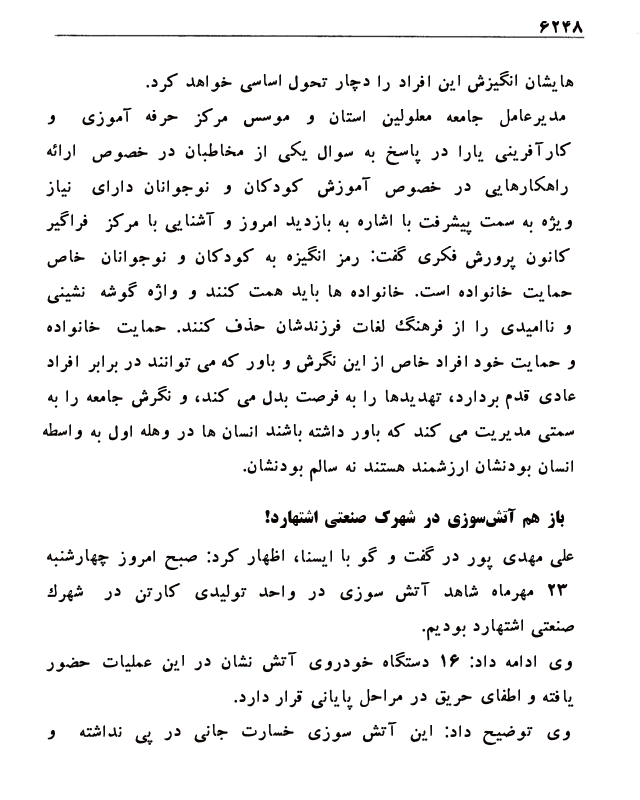 ۶۲۴۸
هایشان انگیزش این افراد را دچار تحول اساسی خواهد کرد.
مدیرعامل جامعه معلولین استان و موسس مرکز حرفه آموزی و
کارآفرینی یارا در پاسخ به سوال یکی از مخاطبان در خصوص ارائه
راهکارهایی در خصوص آموزش کودکان و نوجوانان دارای نیاز
ویژه به سمت پیشرفت با اشاره به بازدید امروز و آشنایی با مرکز فراگیر
کانون پرورش فکری گفت: رمز انگیزه به کودکان و نوجوانان خاص
حمایت خانواده است. خانواده ها باید همت کنند و واژه گوشه نشینی
و ناامیدی را از فرهنگ لغات فرزندشان حذف کنند. حمایت خانواده
و حمایت خود افراد خاص از این نگرش و باور که می توانند در برابر افراد
عادی قدم بردارد، تهدیدها را به فرصت بدل می کند، و نگرش جامعه را به
سمتی مدیریت می کند که باور داشته باشند انسان ها در وهله اول به واسطه
انسان بودنشان ارزشمند هستند نه سالم بودنشان.
باز هم آتش‌سوزی در شهرک صنعتی اشتهارد!
علی مهدی پور در گفت و گو با ایسنا، اظهار کرد: صبح امروز چهارشنبه
۲۳ مهرماه شاهد آتش سوزی در واحد تولیدی کارتن در شهرک
صنعتی اشتهارد بودیم.
وی ادامه داد: ۱۶ دستگاه خودروی آتش نشان در این عملیات حضور
یافته و اطفای حریق در مراحل پایانی قرار دارد.
وی توضیح داد: این آتش سوزی خسارت جانی در پی نداشته و